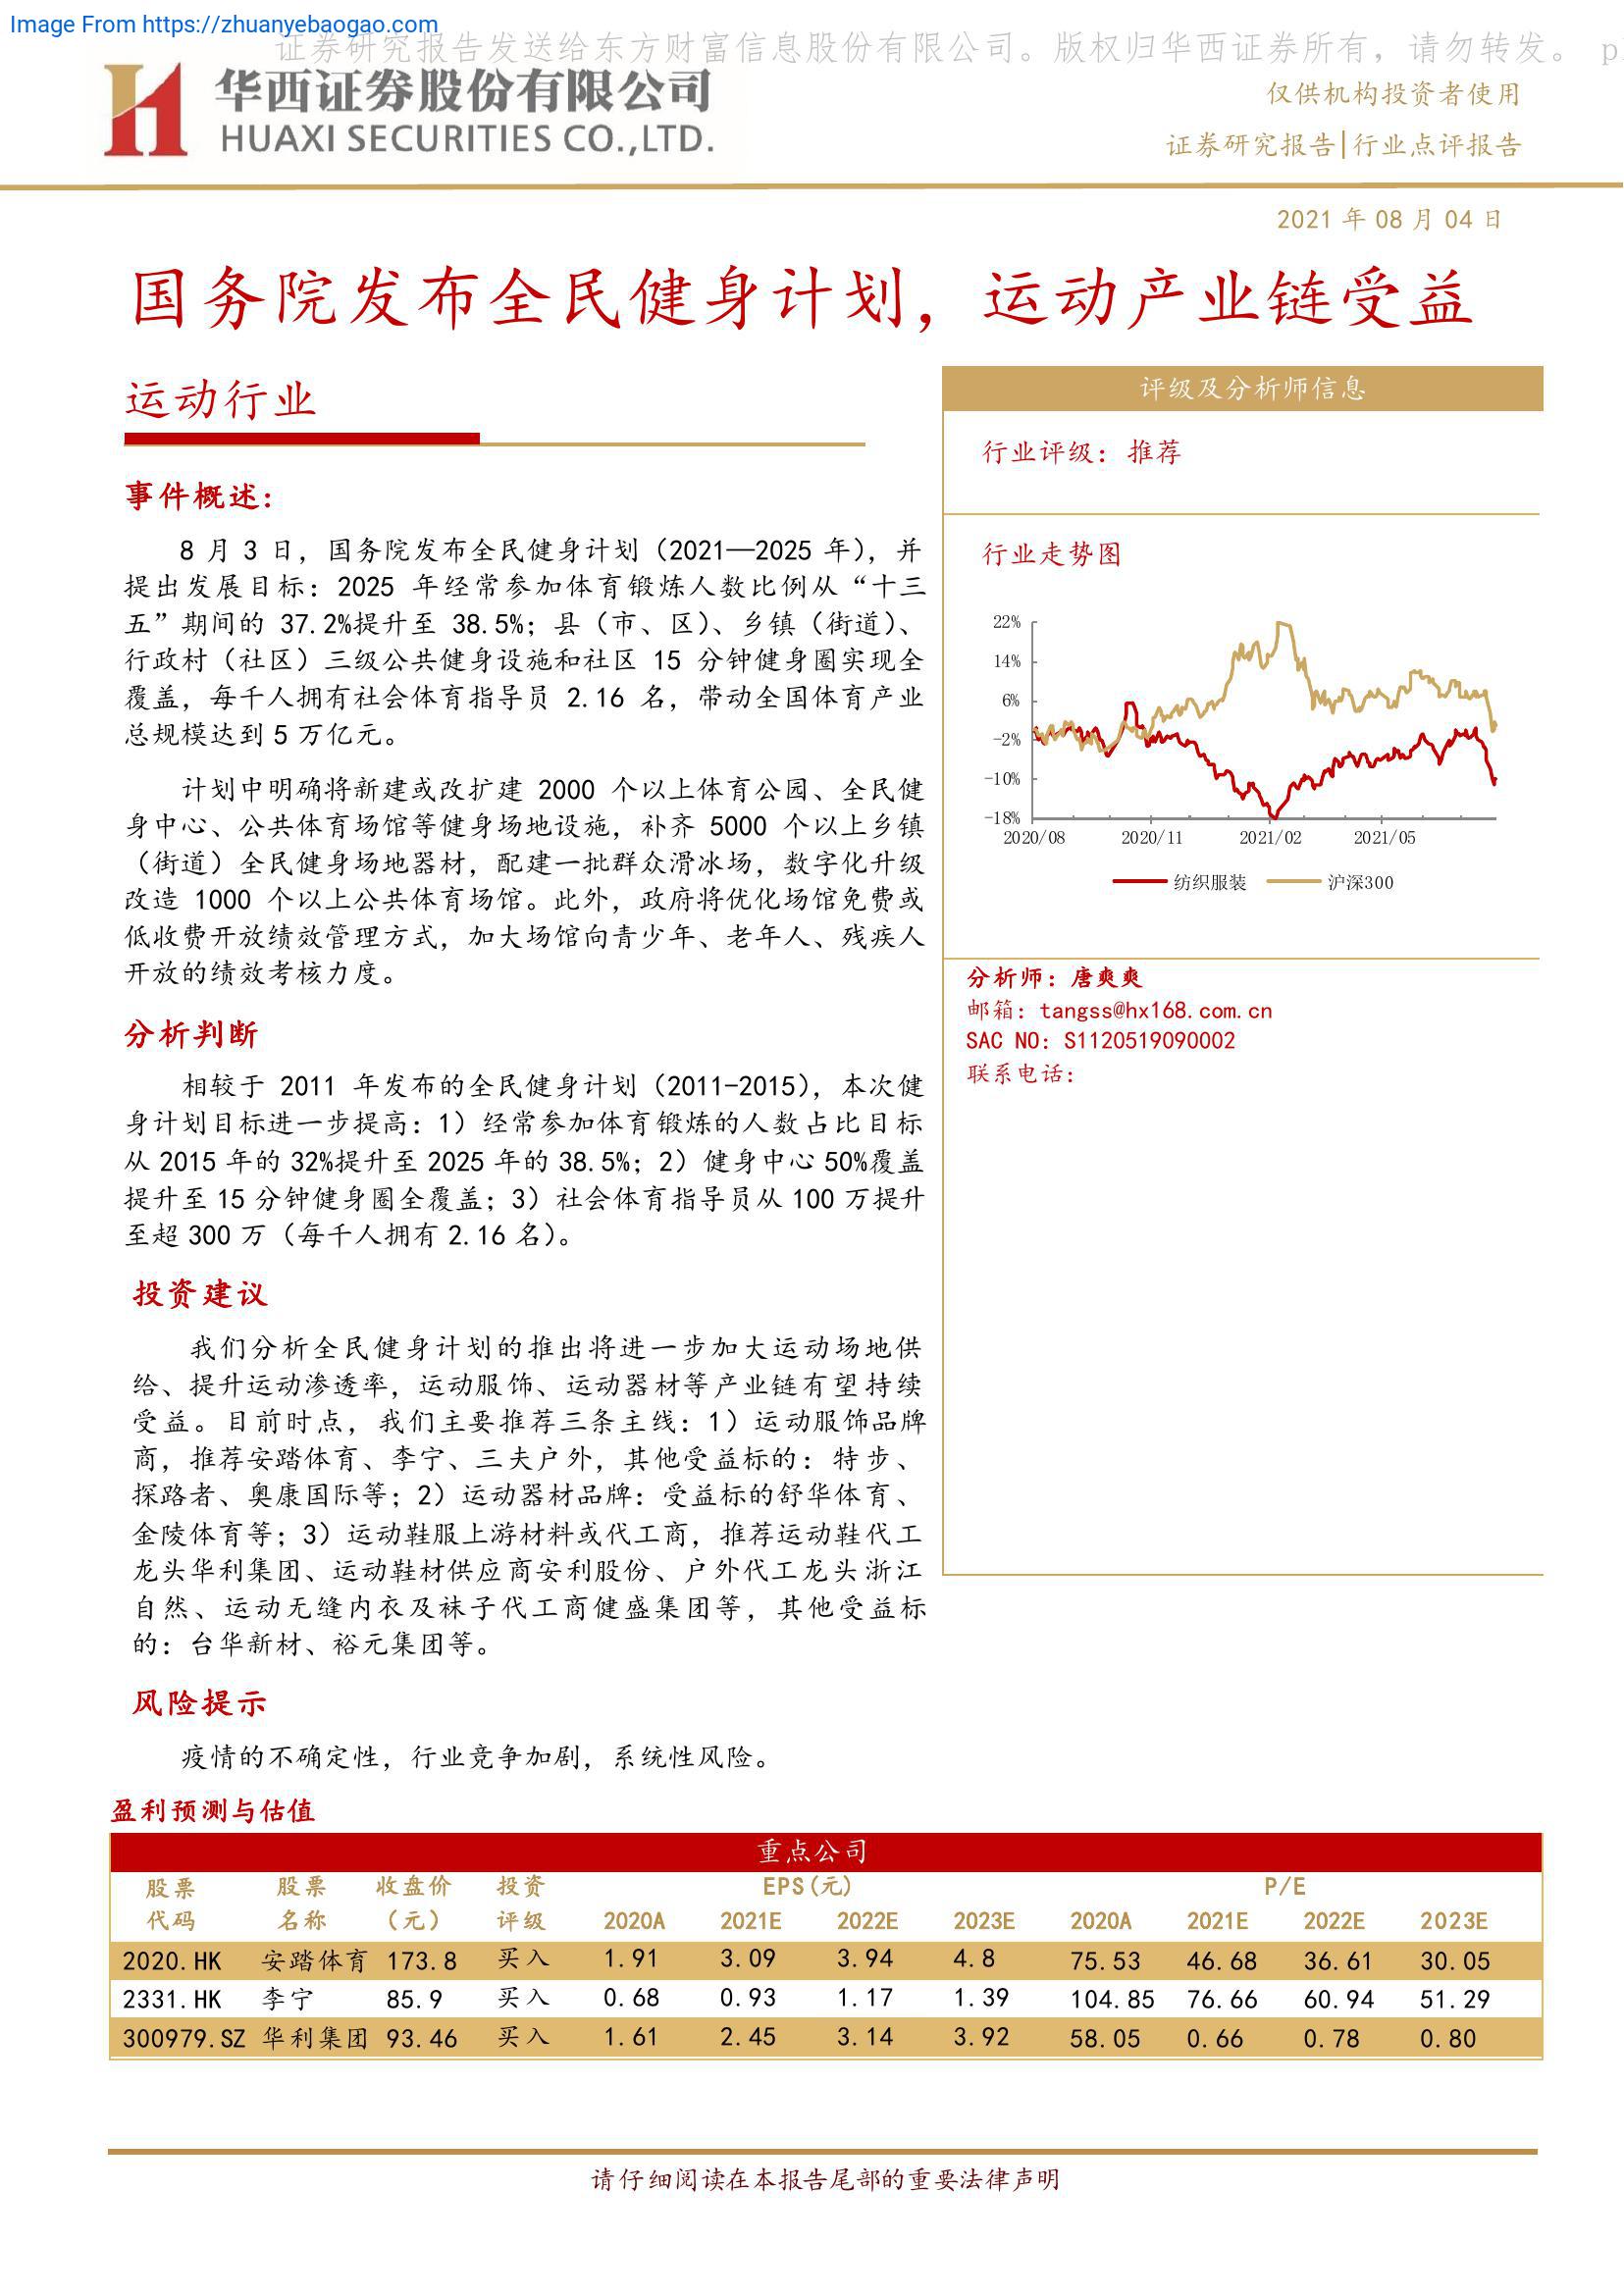 Image From https://zhuanyebaogao.com
证券研究报告发送给东方财富信息股份有限公司。版权归华西证券所有，请勿转发。 p
华西证券股份有限公司
HUAXI SECURITIES CO.,LTD.
仅供机构投资者使用
证券研究报告|行业点评报告
2021 年 08 月 04 日
国务院发布全民健身计划，运动产业链受益
运动行业
事件概述：
8 月 3 日，国务院发布全民健身计划（2021—2025 年），并
提出发展目标：2025 年经常参加体育锻炼人数比例从“十三
五”期间的 37.2%提升至 38.5%；县（市、区）、乡镇（街道）、
行政村（社区）三级公共健身设施和社区 15 分钟健身圈实现全
覆盖，每千人拥有社会体育指导员 2.16 名，带动全国体育产业
总规模达到 5 万亿元。
计划中明确将新建或改扩建 2000 个以上体育公园、全民健
身中心、公共体育场馆等健身场地设施，补齐 5000 个以上乡镇
（街道）全民健身场地器材，配建一批群众滑冰场，数字化升级
改造 1000 个以上公共体育场馆。此外，政府将优化场馆免费或
低收费开放绩效管理方式，加大场馆向青少年、老年人、残疾人
开放的绩效考核力度。
分析判断
相较于 2011 年发布的全民健身计划（2011-2015），本次健
身计划目标进一步提高：1）经常参加体育锻炼的人数占比目标
从 2015 年的 32%提升至 2025 年的 38.5%；2）健身中心 50%覆盖
提升至 15 分钟健身圈全覆盖；3）社会体育指导员从 100 万提升
至超 300 万（每千人拥有 2.16 名）。
投资建议
我们分析全民健身计划的推出将进一步加大运动场地供
给、提升运动渗透率，运动服饰、运动器材等产业链有望持续
受益。目前时点，我们主要推荐三条主线：1）运动服饰品牌
商，推荐安踏体育、李宁、三夫户外，其他受益标的：特步、
探路者、奥康国际等；2）运动器材品牌：受益标的舒华体育、
金陵体育等；3）运动鞋服上游材料或代工商，推荐运动鞋代工
龙头华利集团、运动鞋材供应商安利股份、户外代工龙头浙江
自然、运动无缝内衣及袜子代工商健盛集团等，其他受益标
的：台华新材、裕元集团等。
风险提示
疫情的不确定性，行业竞争加剧，系统性风险。
评级及分析师信息
行业评级：推荐
行业走势图
22%
14%
6%
-2%
-10%
-18%
2020/08 2020/11 2021/02 2021/05
纺织服装 沪深300
分析师：唐爽爽
邮箱：tangss@hx168.com.cn
SAC NO：S1120519090002
联系电话：
盈利预测与估值
重点公司
股票 股票 收盘价 投资 EPS(元) P/E
代码 名称 （元） 评级 2020A 2021E 2022E 2023E 2020A 2021E 2022E 2023E
2020.HK 安踏体育 173.8 买入 1.91 3.09 3.94 4.8 75.53 46.68 36.61 30.05
2331.HK 李宁 85.9 买入 0.68 0.93 1.17 1.39 104.85 76.66 60.94 51.29
300979.SZ 华利集团 93.46 买入 1.61 2.45 3.14 3.92 58.05 0.66 0.78 0.80
请仔细阅读在本报告尾部的重要法律声明